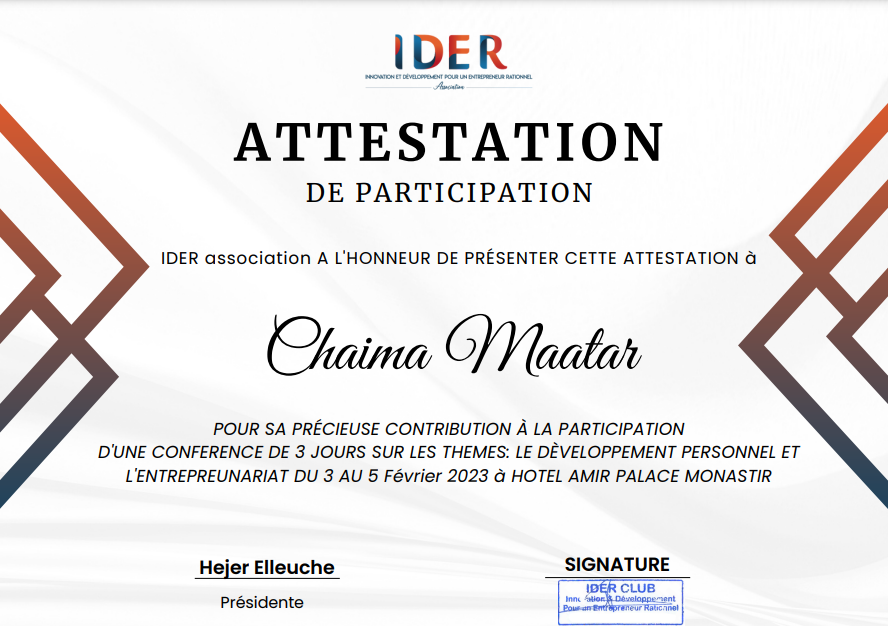 IDER
INNOVATION ET DÉVELOPPEMENT POUR UN ENTREPRENEUR RATIONNEL
Association
ATTESTATION
DE PARTICIPATION
IDER association A L'HONNEUR DE PRÉSENTER CETTE ATTESTATION à
Chaima Maatar
POUR SA PRÉCIEUSE CONTRIBUTION À LA PARTICIPATION
D'UNE CONFERENCE DE 3 JOURS SUR LES THEMES: LE DÈVELOPPEMENT PERSONNEL ET
L'ENTREPREUNARIAT DU 3 AU 5 Février 2023 à HOTEL AMIR PALACE MONASTIR
Hejer Elleuche
Présidente
SIGNATURE
IDER CLUB
Innovation & Développement
Pour un Entrepreneur Rationnel